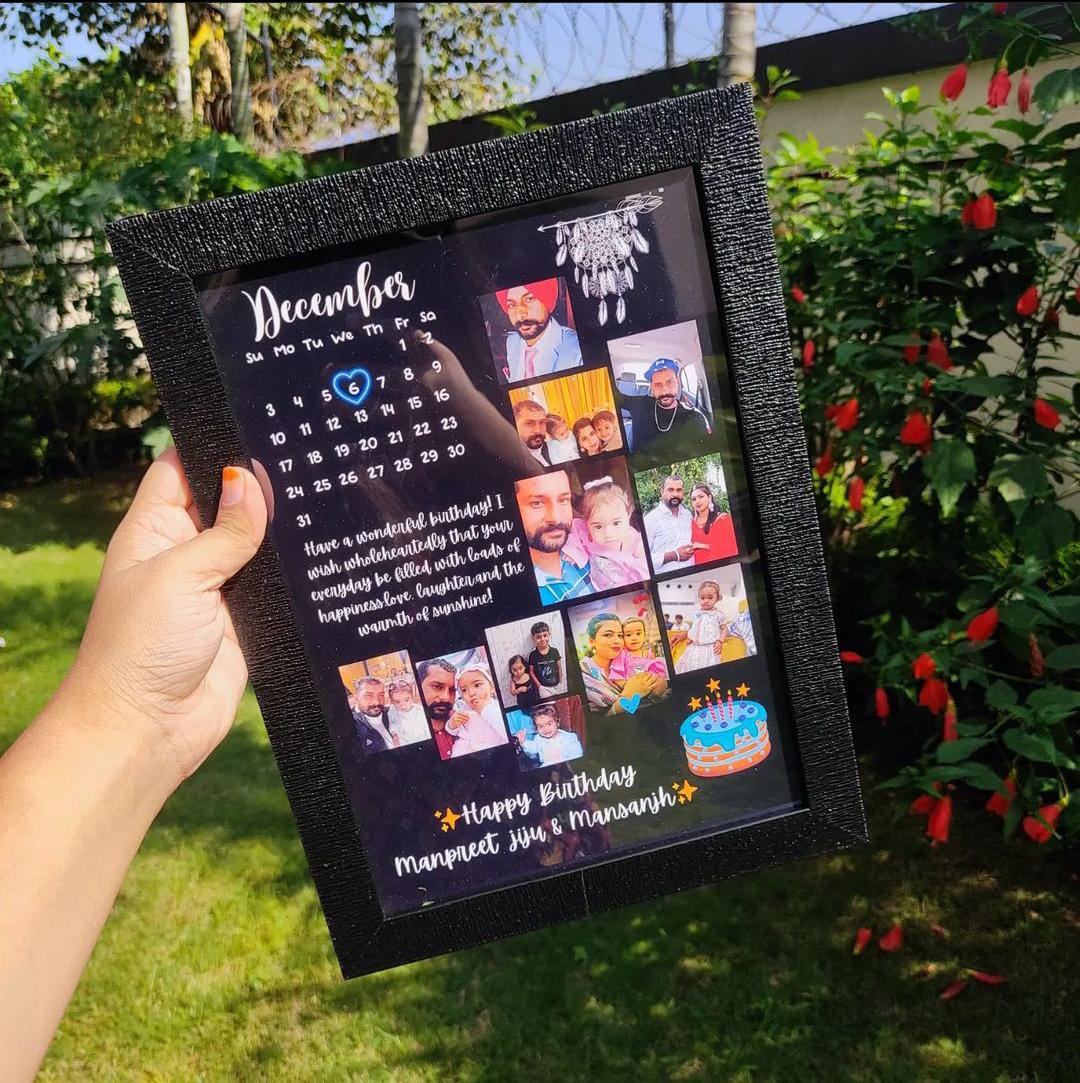 December
Su Mo Tu We Th Fr Sa
1 2
3 4 5 6 7 8 9
10 11 12 13 14 15 16
17 18 19 20 21 22 23
24 25 26 27 28 29 30
31
Have a wonderful birthday! I
wish wholeheartedly that your
everyday be filled with loads of
happiness.love, laughter.and the
warmth of sunshine!
Happy Birthday
Manpreet jiju & Mansanjh